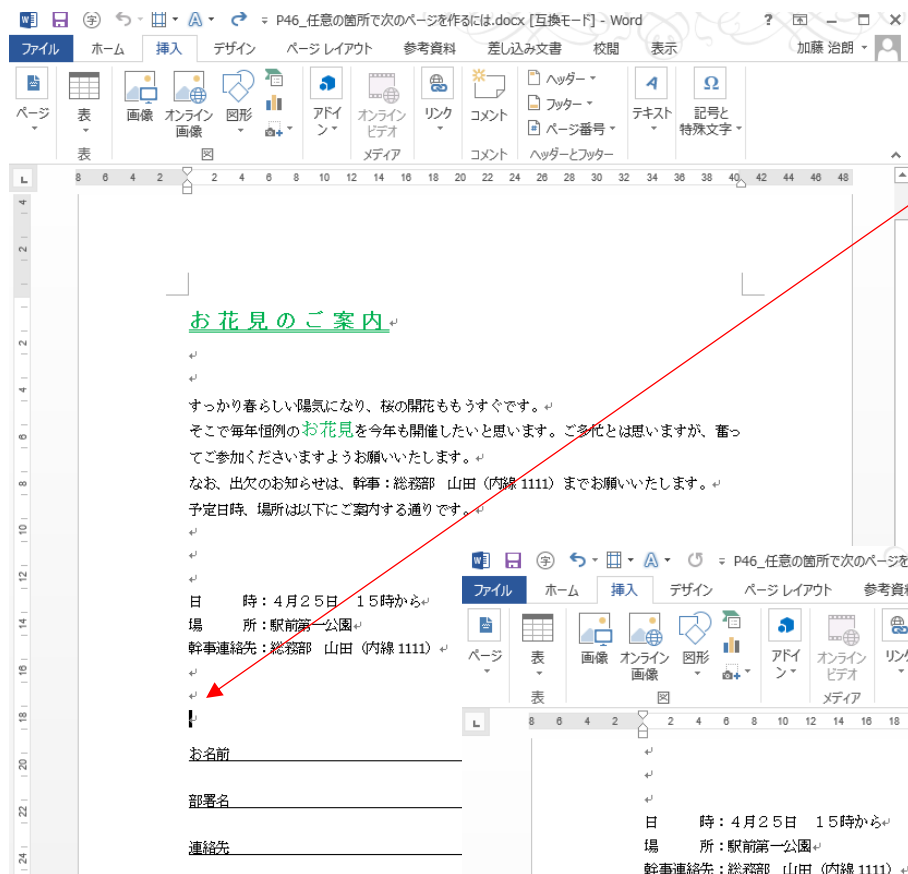 P46_任意の箇所で次のページを作るには.docx [互換モード] - Word
ファイル ホーム 挿入 デザイン ページ レイアウト 参考資料 差し込み文書 校閲 表示 加藤 治朗
ページ 表 画像 オンライン画像 図形 アドイン オンラインビデオ リンク コメント ヘッダー フッター ページ番号 テキスト 記号と特殊文字
表 図 メディア コメント ヘッダーとフッター
8 6 4 2 2 4 6 8 10 12 14 16 18 20 22 24 26 28 30 32 34 36 38 40 42 44 46 48
4
2
2
4
6
8
10
12
14
16
18
20
22
24
お花見のご案内
すっかり春らしい陽気になり、桜の開花ももうすぐです。
そこで毎年恒例のお花見を今年も開催したいと思います。ご多忙とは思いますが、奮っ
てご参加くださいますようお願いいたします。
なお、出欠のお知らせは、幹事：総務部 山田（内線 1111）までお願いいたします。
予定日時、場所は以下にご案内する通りです。
日　　時：４月２５日　１５時から
場　　所：駅前第一公園
幹事連絡先：総務部 山田（内線 1111）
お名前
部署名
連絡先
P46_任意の箇所で次のページを
ファイル ホーム 挿入 デザイン ページ レイアウト 参考資
ページ 表 画像 オンライン画像 図形 アドイン オンラインビデオ
表 図 メディア
8 6 4 2 2 4 6 8 10 12 14 16 18
日　　時：４月２５日　１５時から
場　　所：駅前第一公園
幹事連絡先：総務部 山田（内線 1111）